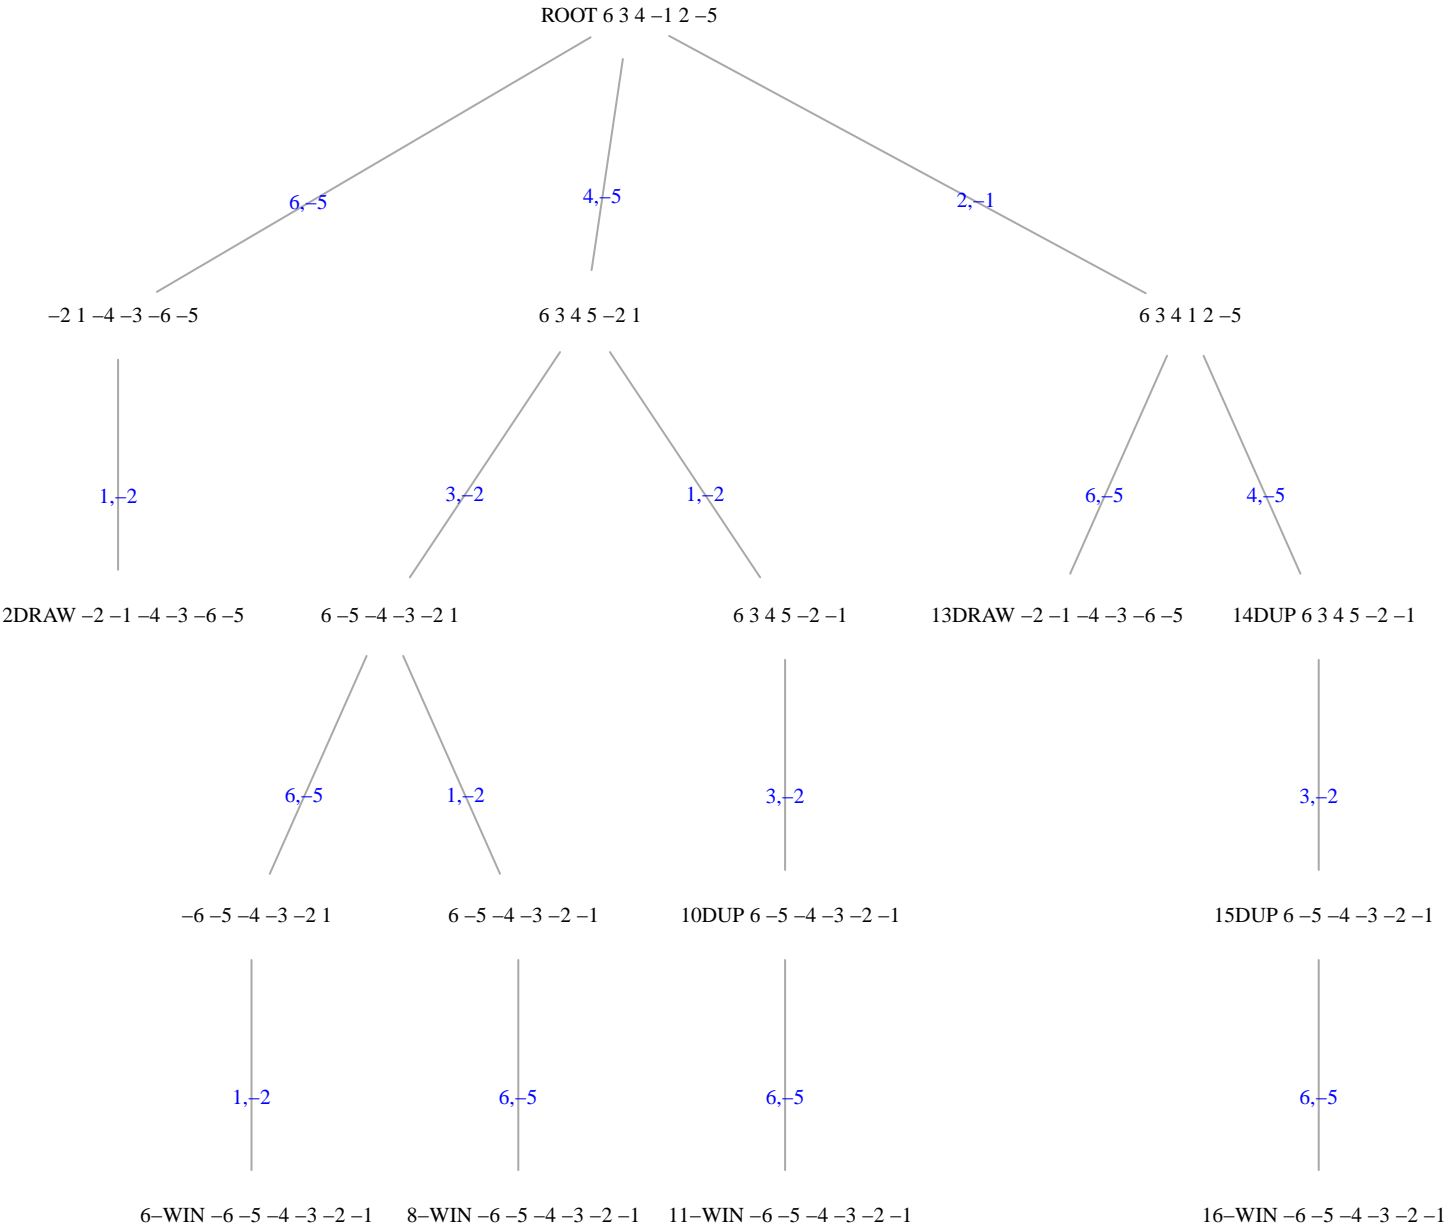 ROOT 6 3 4 –1 2 –5
6,–5
4,–5
2,–1
–2 1 –4 –3 –6 –5
6 3 4 5 –2 1
6 3 4 1 2 –5
1,–2
3,–2
1,–2
6,–5
4,–5
2DRAW –2 –1 –4 –3 –6 –5
6 –5 –4 –3 –2 1
6 3 4 5 –2 –1
13DRAW –2 –1 –4 –3 –6 –5
14DUP 6 3 4 5 –2 –1
6,–5
1,–2
3,–2
3,–2
–6 –5 –4 –3 –2 1
6 –5 –4 –3 –2 –1
10DUP 6 –5 –4 –3 –2 –1
15DUP 6 –5 –4 –3 –2 –1
1,–2
6,–5
6,–5
6,–5
6–WIN –6 –5 –4 –3 –2 –1
8–WIN –6 –5 –4 –3 –2 –1
11–WIN –6 –5 –4 –3 –2 –1
16–WIN –6 –5 –4 –3 –2 –1